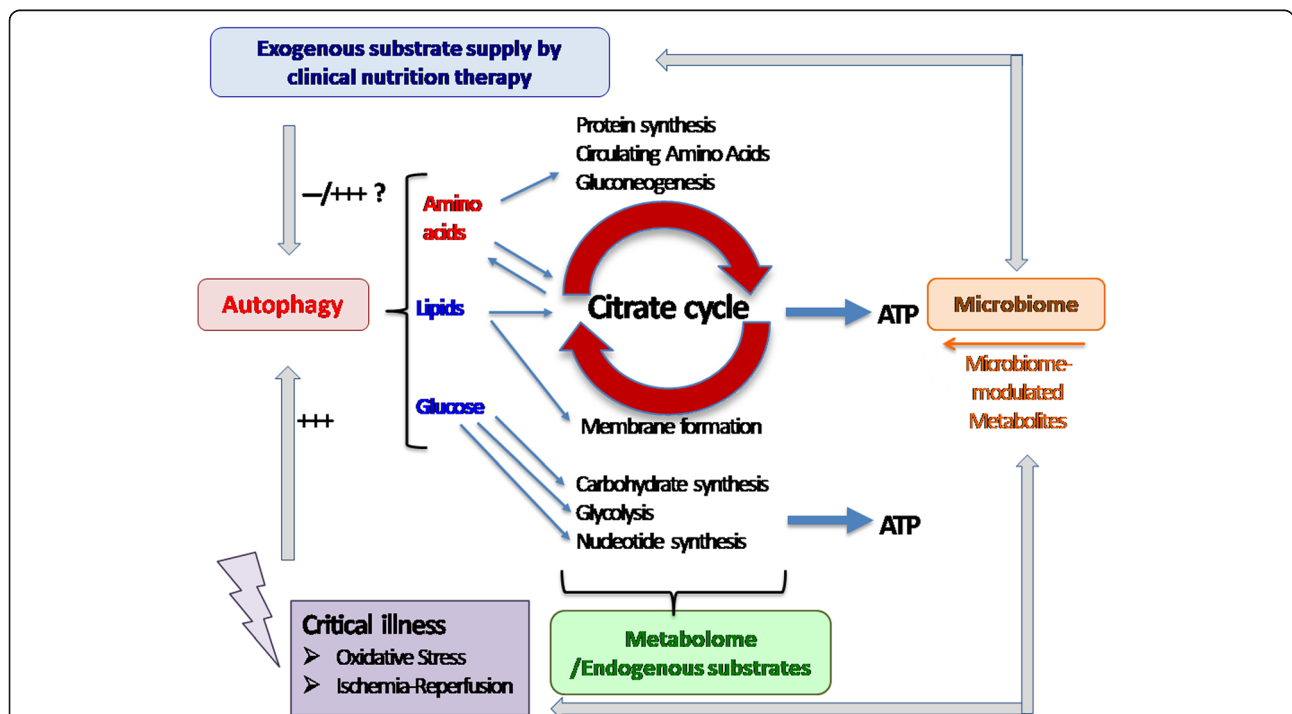 Exogenous substrate supply by
clinical nutrition therapy
Protein synthesis
Circulating Amino Acids
Gluconeogenesis
—/+++ ?
Amino
acids
Autophagy
Lipids
Citrate cycle
ATP
Microbiome
Microbiome-
modulated
Metabolites
Glucose
+++
Membrane formation
Carbohydrate synthesis
Glycolysis
Nucleotide synthesis
ATP
Critical illness
➢ Oxidative Stress
➢ Ischemia-Reperfusion
Metabolome
/Endogenous substrates